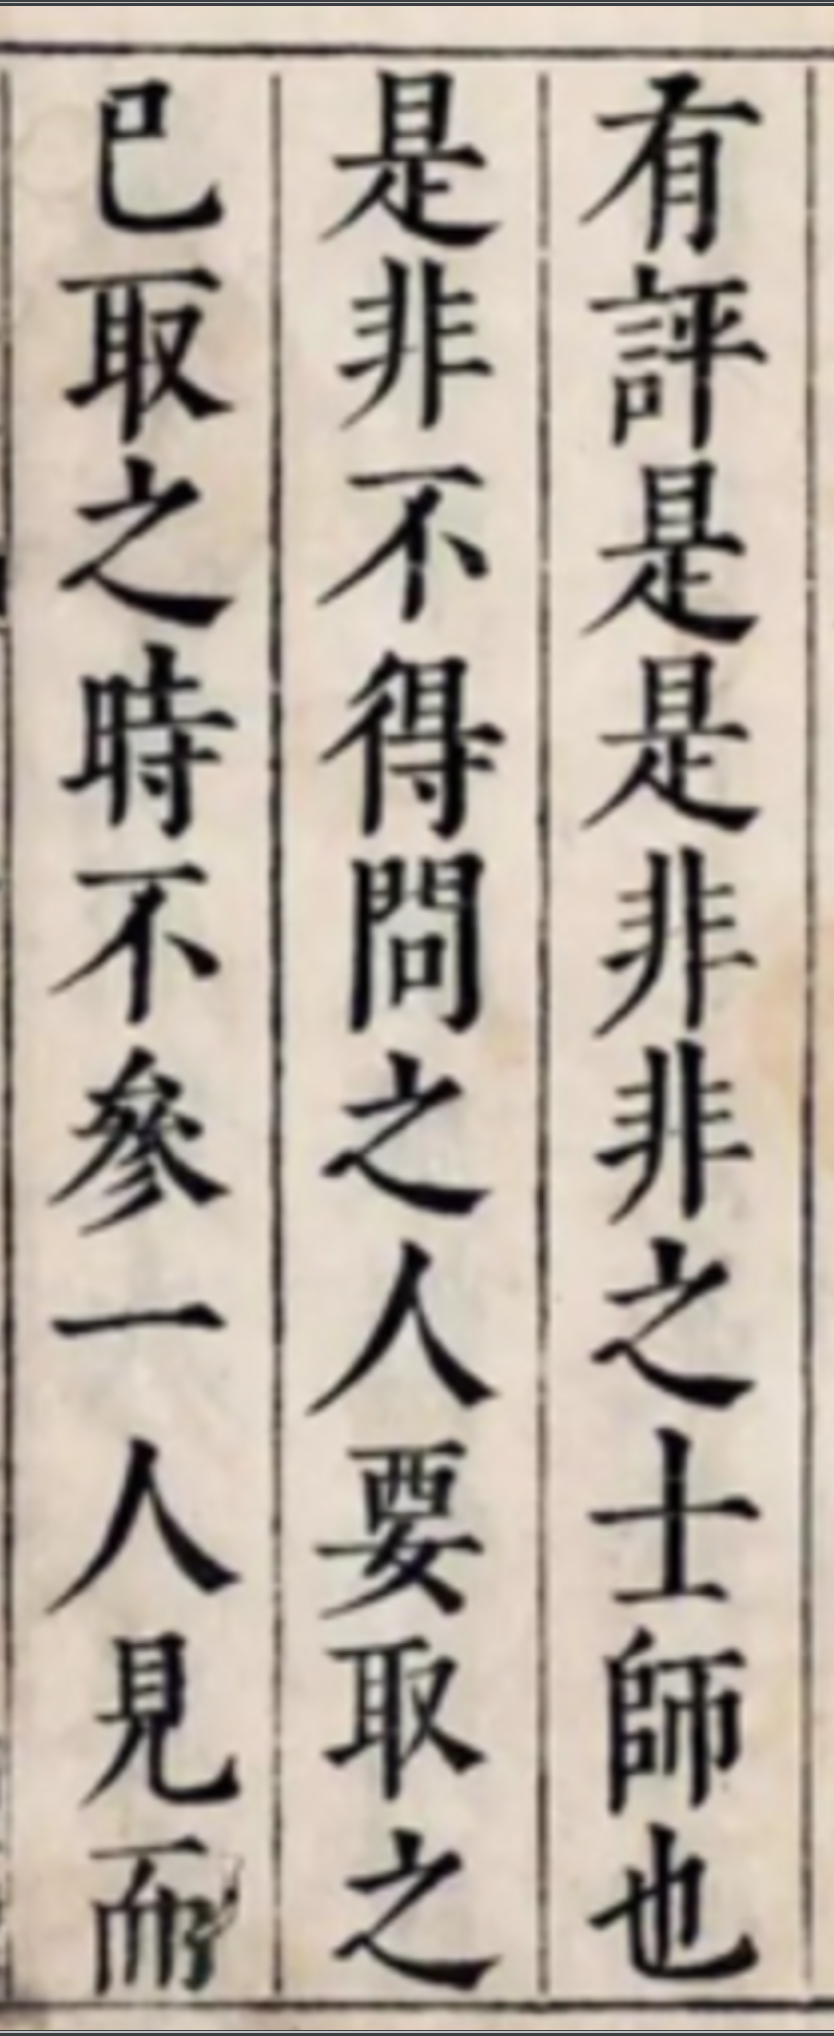 有評是是非非之士師也
是非不得問之人要取之
已取之時不參一人見而